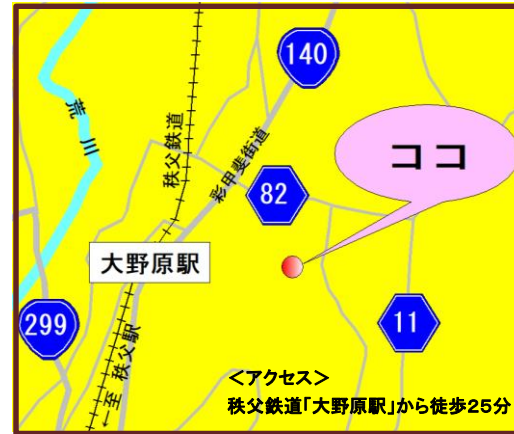 140
荒川
秩父鉄道
彩甲斐街道
ココ
82
大野原駅
299
11
←至 秩父駅
＜アクセス＞
秩父鉄道「大野原駅」から徒歩25分